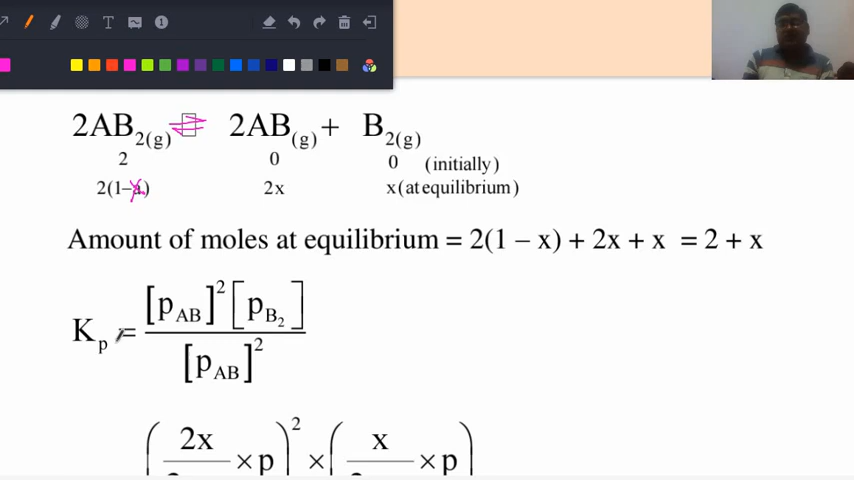 2AB2(g) ⇌ 2AB(g) + B2(g)
2 0 0 (initially)
2(1–x) 2x x(at equilibrium)
Amount of moles at equilibrium = 2(1 – x) + 2x + x = 2 + x
Kp = [pAB]² [pB2] / [pAB]²
( 2x × p )² × ( x × p )